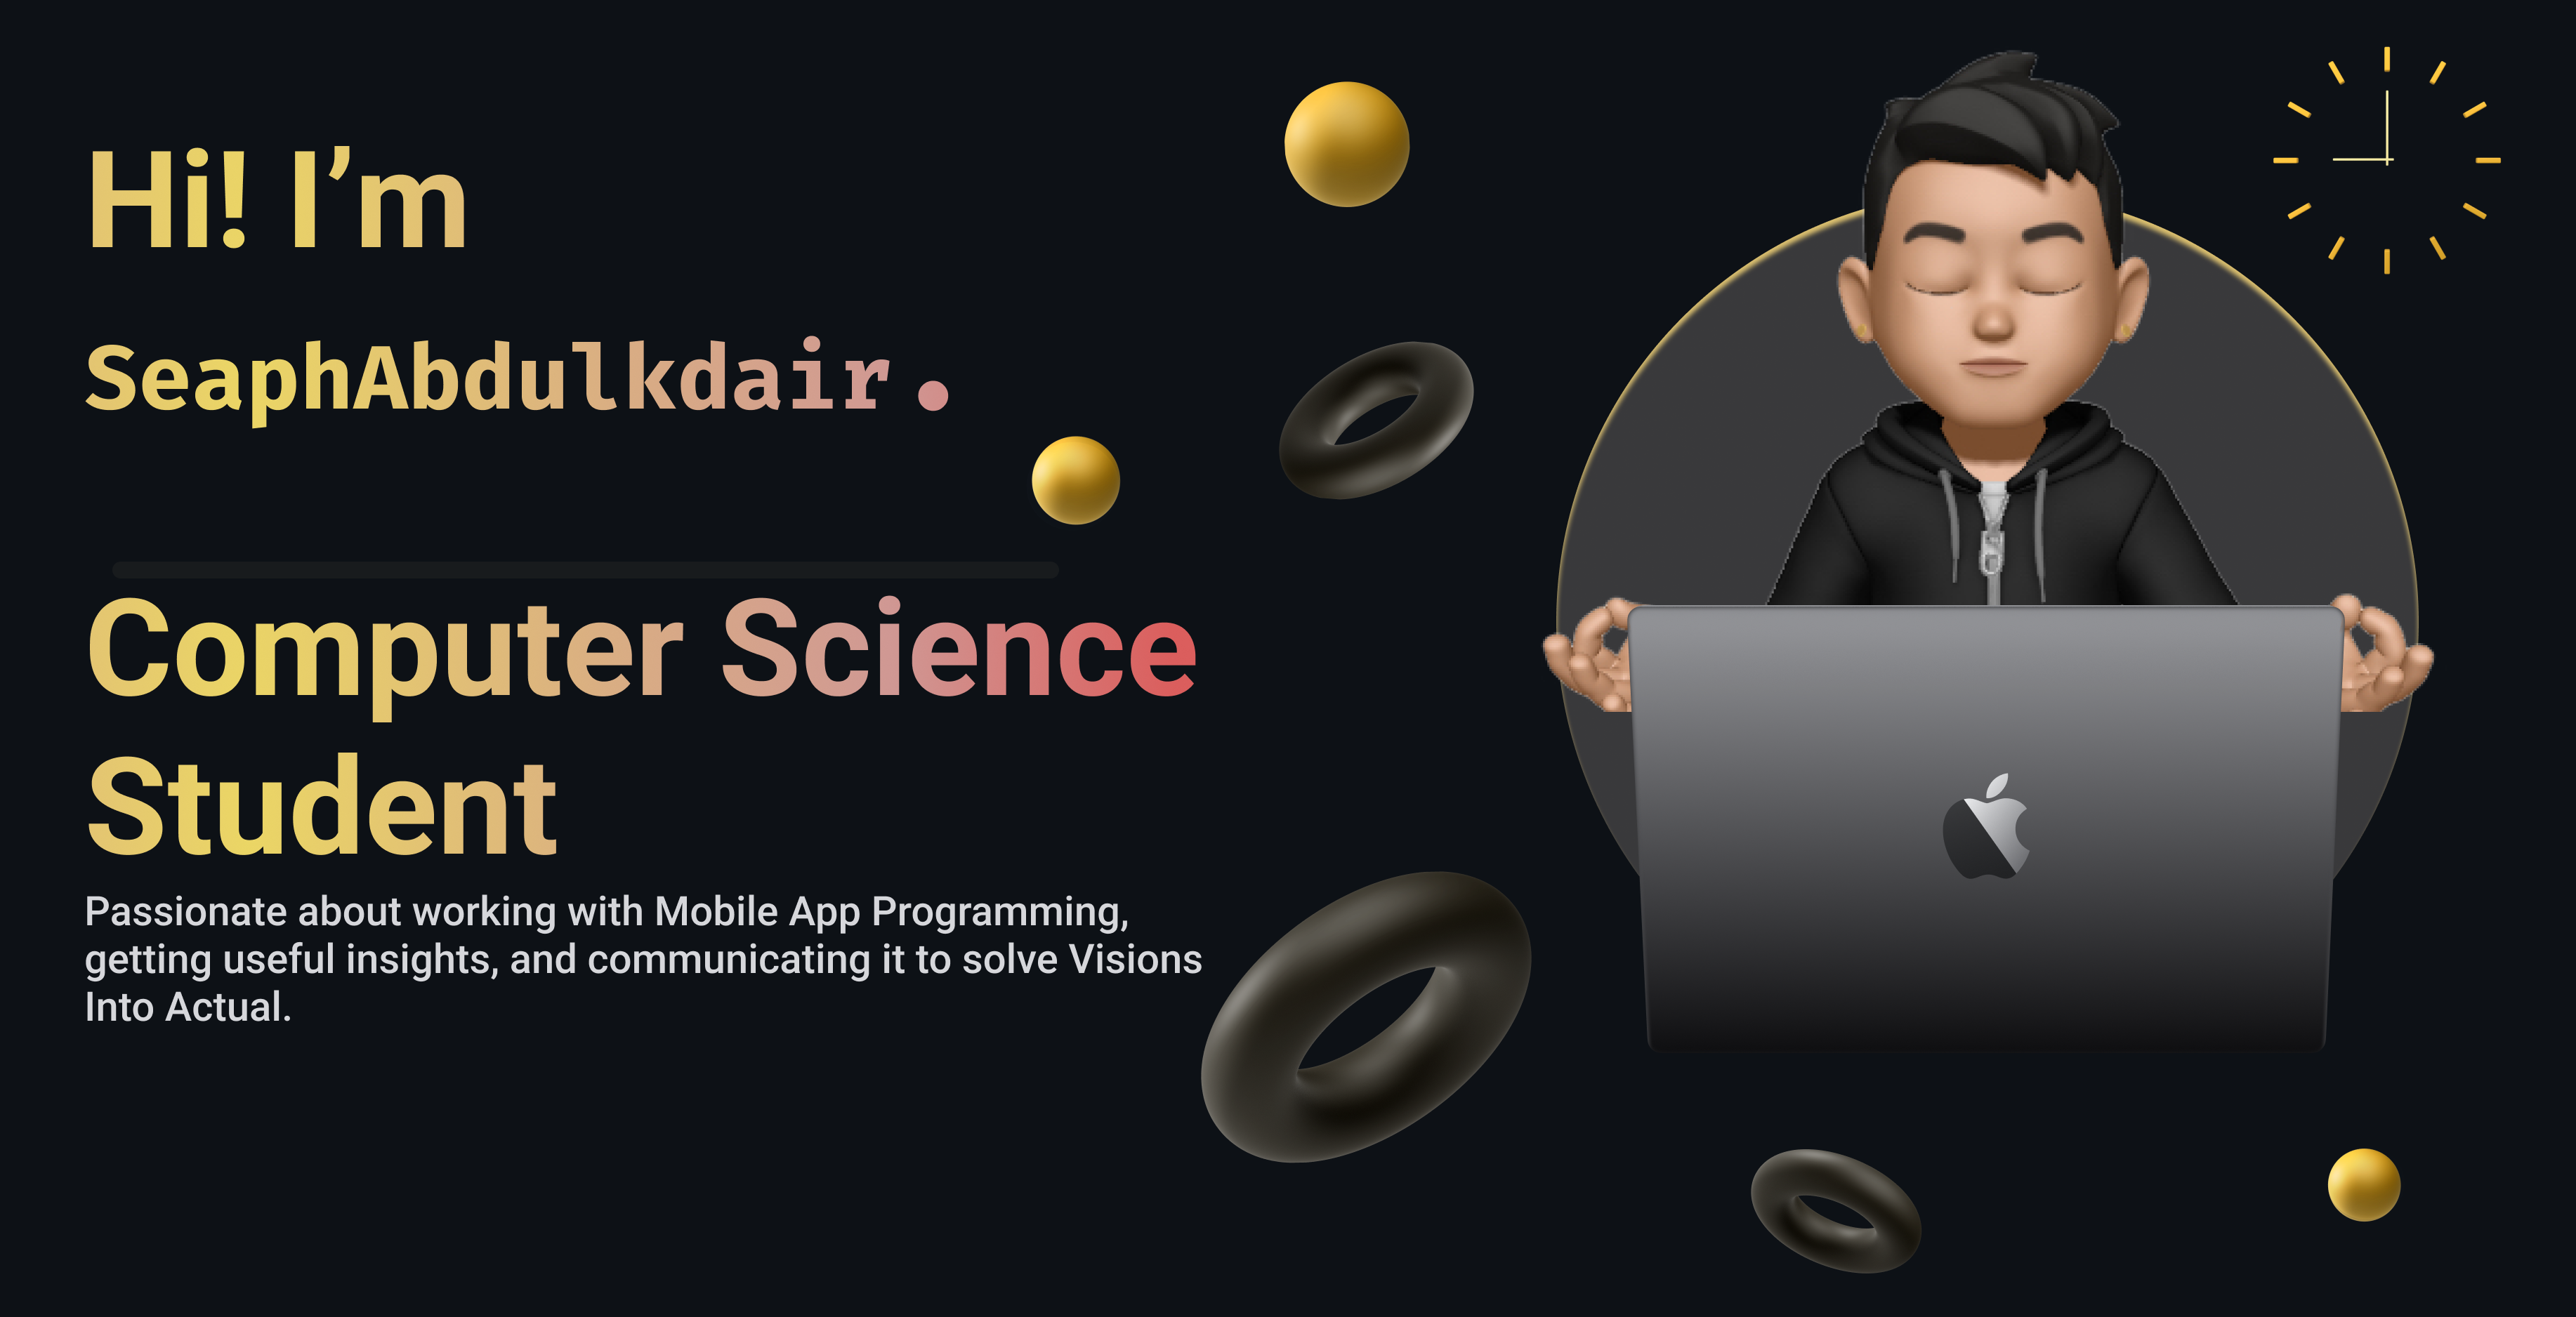 Hi! I’m
SeaphAbdulkdair.
Computer Science
Student
Passionate about working with Mobile App Programming,
getting useful insights, and communicating it to solve Visions
Into Actual.